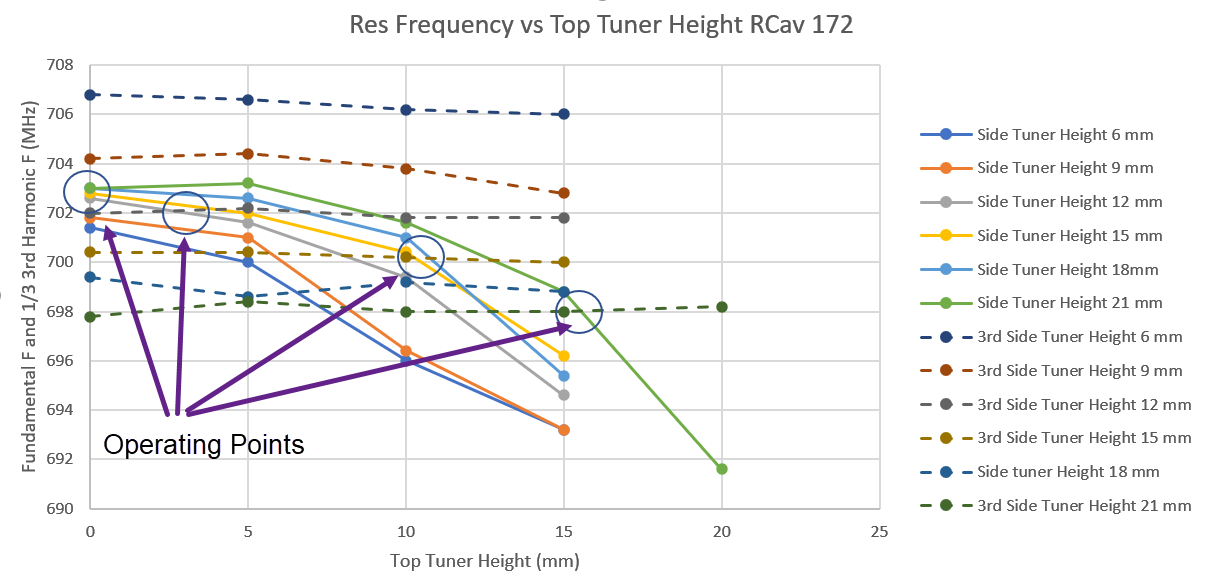 Res Frequency vs Top Tuner Height RCav 172
Fundamental F and 1/3 3rd Harmonic F (MHz)
708
706
704
702
700
698
696
694
692
690
0
5
10
15
20
25
Top Tuner Height (mm)
Operating Points
Side Tuner Height 6 mm
Side Tuner Height 9 mm
Side Tuner Height 12 mm
Side Tuner Height 15 mm
Side Tuner Height 18mm
Side Tuner Height 21 mm
3rd Side Tuner Height 6 mm
3rd Side Tuner Height 9 mm
3rd Side Tuner Height 12 mm
3rd Side Tuner Height 15 mm
Side tuner Height 18 mm
3rd Side Tuner Height 21 mm